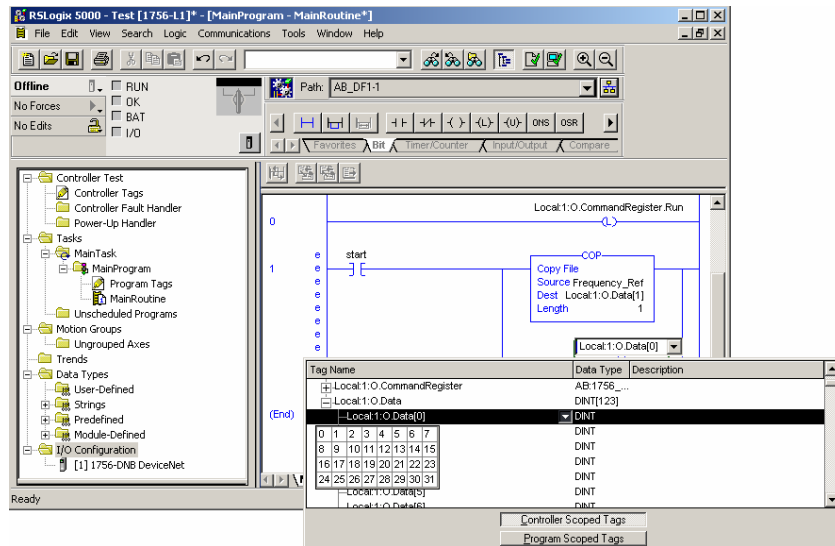 RSLogix 5000 - Test [1756-L1]* - [MainProgram - MainRoutine*]
File Edit View Search Logic Communications Tools Window Help
Offline
RUN
Path: AB_DF1-1
No Forces
OK
No Edits
BAT
I/O
(L) (U) ONS OSR
Favorites Bit Timer/Counter Input/Output Compare
Controller Test
Controller Tags
Controller Fault Handler
Power-Up Handler
Tasks
MainTask
MainProgram
Program Tags
MainRoutine
Unscheduled Programs
Motion Groups
Ungrouped Axes
Trends
Data Types
User-Defined
Strings
Predefined
Module-Defined
I/O Configuration
[1] 1756-DNB DeviceNet
Local:1:O.CommandRegister.Run
0
(L)
e
start
COP
1
e
Copy File
e
Source Frequency_Ref
e
Dest Local:1:O.Data[1]
e
Length 1
e
e
e
Local:1:O.Data[0]
(End)
Tag Name Data Type Description
Local:1:O.CommandRegister AB:1756_...
Local:1:O.Data DINT[123]
Local:1:O.Data[0] DINT
0 1 2 3 4 5 6 7 DINT
8 9 10 11 12 13 14 15 DINT
16 17 18 19 20 21 22 23 DINT
24 25 26 27 28 29 30 31 DINT
Local:1:O.Data[5] DINT
Local:1:O.Data[6] DINT
Controller Scoped Tags
Program Scoped Tags
Ready